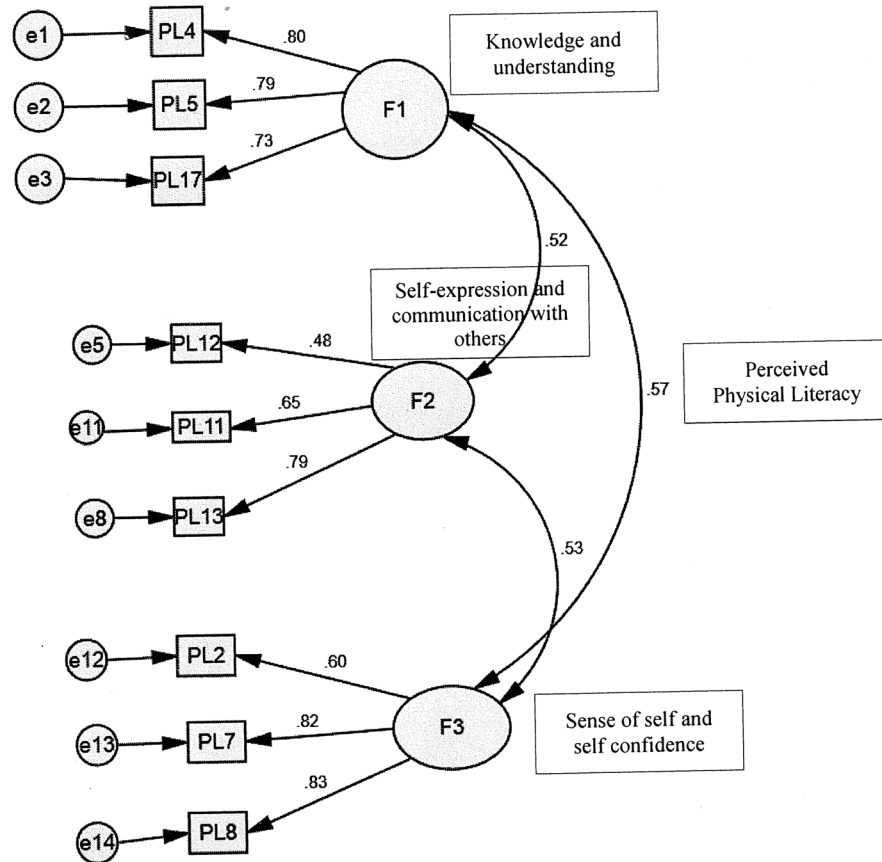 e1
PL4
.80
Knowledge and
understanding
e2
PL5
.79
F1
e3
PL17
.73
.52
Self-expression and
communication with
others
e5
PL12
.48
F2
Perceived
Physical Literacy
.57
e11
PL11
.65
e8
PL13
.79
.53
e12
PL2
.60
e13
PL7
.82
F3
Sense of self and
self confidence
e14
PL8
.83